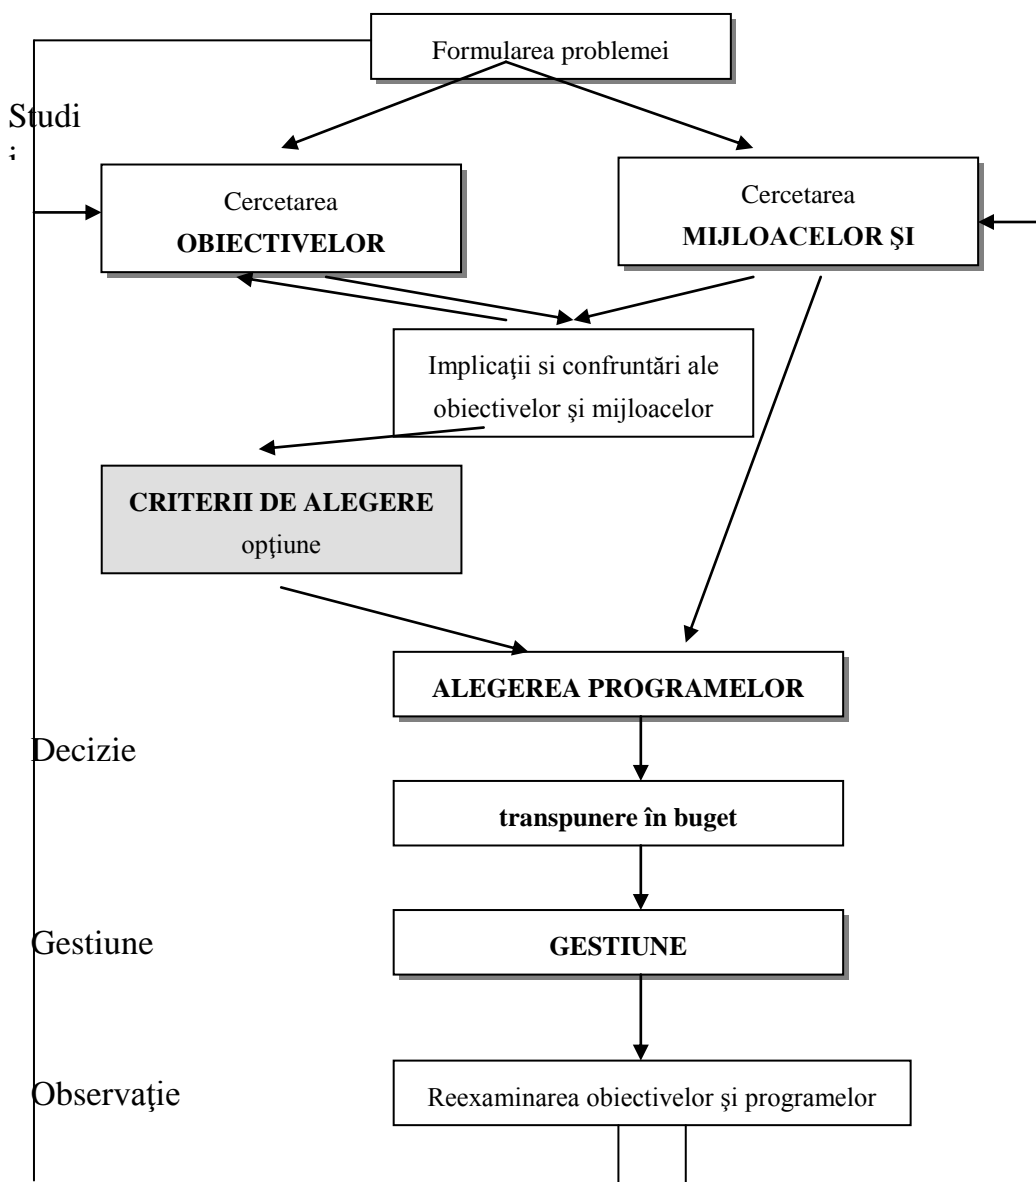 Formularea problemei
Studi
i
Cercetarea
OBIECTIVELOR
Cercetarea
MIJLOACELOR ŞI
Implicaţii si confruntări ale
obiectivelor şi mijloacelor
CRITERII DE ALEGERE
opţiune
ALEGEREA PROGRAMELOR
Decizie
transpunere în buget
Gestiune
GESTIUNE
Observaţie
Reexaminarea obiectivelor şi programelor